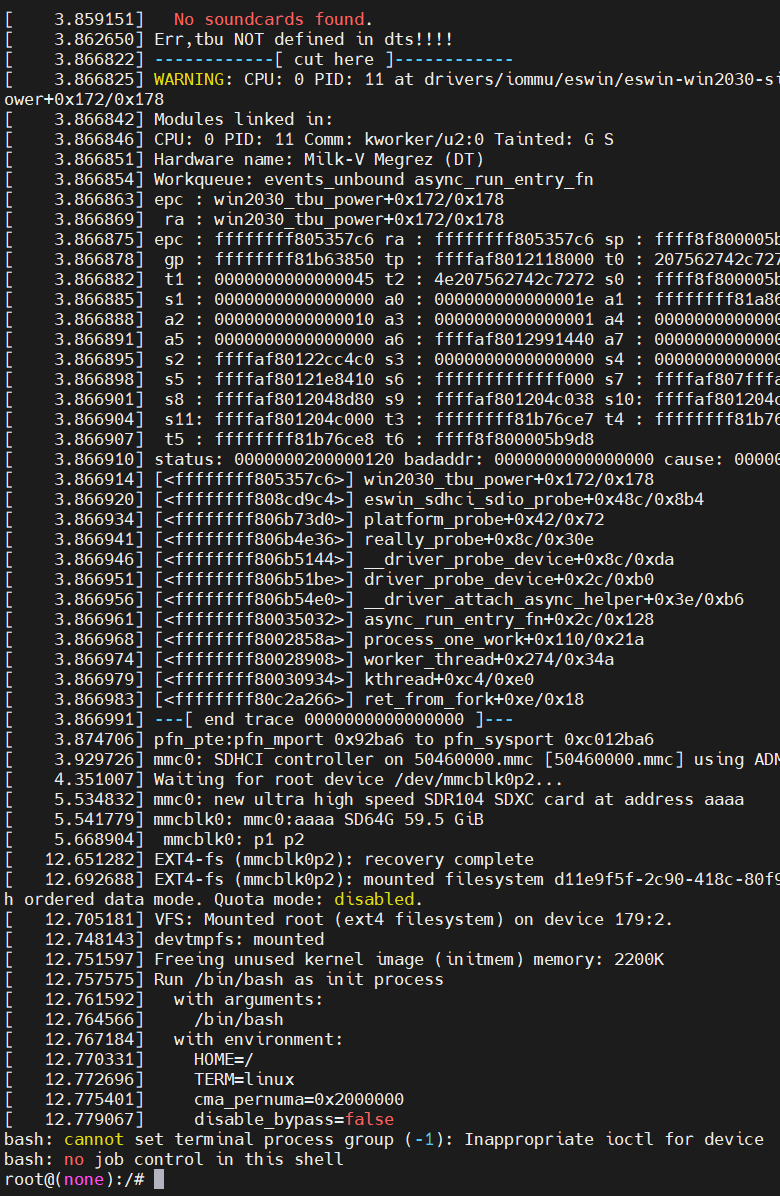 [    3.859151]   No soundcards found.
[    3.862650] Err,tbu NOT defined in dts!!!!
[    3.866822] ------------[ cut here ]------------
[    3.866825] WARNING: CPU: 0 PID: 11 at drivers/iommu/eswin/eswin-win2030-si
ower+0x172/0x178
[    3.866842] Modules linked in:
[    3.866846] CPU: 0 PID: 11 Comm: kworker/u2:0 Tainted: G S
[    3.866851] Hardware name: Milk-V Megrez (DT)
[    3.866854] Workqueue: events_unbound async_run_entry_fn
[    3.866863] epc : win2030_tbu_power+0x172/0x178
[    3.866869]  ra : win2030_tbu_power+0x172/0x178
[    3.866875] epc : ffffffff805357c6 ra : ffffffff805357c6 sp : ffff8f800005b
[    3.866878]  gp : ffffffff81b63850 tp : ffffaf8012118000 t0 : 207562742c727
[    3.866882]  t1 : 0000000000000045 t2 : 4e207562742c7272 s0 : ffff8f800005b
[    3.866885]  s1 : 0000000000000000 a0 : 000000000000001e a1 : ffffffff81a86
[    3.866888]  a2 : 0000000000000010 a3 : 0000000000000001 a4 : 0000000000000
[    3.866891]  a5 : 0000000000000000 a6 : ffffaf8012991440 a7 : 0000000000000
[    3.866895]  s2 : ffffaf80122cc4c0 s3 : 0000000000000000 s4 : 0000000000000
[    3.866898]  s5 : ffffaf80121e8410 s6 : fffffffffffff000 s7 : ffffaf807fffa
[    3.866901]  s8 : ffffaf8012048d80 s9 : ffffaf801204c038 s10: ffffaf801204c
[    3.866904]  s11: ffffaf801204c000 t3 : ffffffff81b76ce7 t4 : ffffffff81b76
[    3.866907]  t5 : ffffffff81b76ce8 t6 : ffff8f800005b9d8
[    3.866910] status: 0000000200000120 badaddr: 0000000000000000 cause: 00000
[    3.866914] [<ffffffff805357c6>] win2030_tbu_power+0x172/0x178
[    3.866920] [<ffffffff808cd9c4>] eswin_sdhci_sdio_probe+0x48c/0x8b4
[    3.866934] [<ffffffff806b73d0>] platform_probe+0x42/0x72
[    3.866941] [<ffffffff806b4e36>] really_probe+0x8c/0x30e
[    3.866946] [<ffffffff806b5144>] __driver_probe_device+0x8c/0xda
[    3.866951] [<ffffffff806b51be>] driver_probe_device+0x2c/0xb0
[    3.866956] [<ffffffff806b54e0>] __driver_attach_async_helper+0x3e/0xb6
[    3.866961] [<ffffffff80035032>] async_run_entry_fn+0x2c/0x128
[    3.866968] [<ffffffff8002858a>] process_one_work+0x110/0x21a
[    3.866974] [<ffffffff80028908>] worker_thread+0x274/0x34a
[    3.866979] [<ffffffff80030934>] kthread+0xc4/0xe0
[    3.866983] [<ffffffff80c2a266>] ret_from_fork+0xe/0x18
[    3.866991] ---[ end trace 0000000000000000 ]---
[    3.874706] pfn_pte:pfn_mport 0x92ba6 to pfn_sysport 0xc012ba6
[    3.929726] mmc0: SDHCI controller on 50460000.mmc [50460000.mmc] using ADM
[    4.351007] Waiting for root device /dev/mmcblk0p2...
[    5.534832] mmc0: new ultra high speed SDR104 SDXC card at address aaaa
[    5.541779] mmcblk0: mmc0:aaaa SD64G 59.5 GiB
[    5.668904]  mmcblk0: p1 p2
[   12.651282] EXT4-fs (mmcblk0p2): recovery complete
[   12.692688] EXT4-fs (mmcblk0p2): mounted filesystem d11e9f5f-2c90-418c-80f9
h ordered data mode. Quota mode: disabled.
[   12.705181] VFS: Mounted root (ext4 filesystem) on device 179:2.
[   12.748143] devtmpfs: mounted
[   12.751597] Freeing unused kernel image (initmem) memory: 2200K
[   12.757575] Run /bin/bash as init process
[   12.761592]   with arguments:
[   12.764566]     /bin/bash
[   12.767184]   with environment:
[   12.770331]     HOME=/
[   12.772696]     TERM=linux
[   12.775401]     cma_pernuma=0x2000000
[   12.779067]     disable_bypass=false
bash: cannot set terminal process group (-1): Inappropriate ioctl for device
bash: no job control in this shell
root@(none):/#